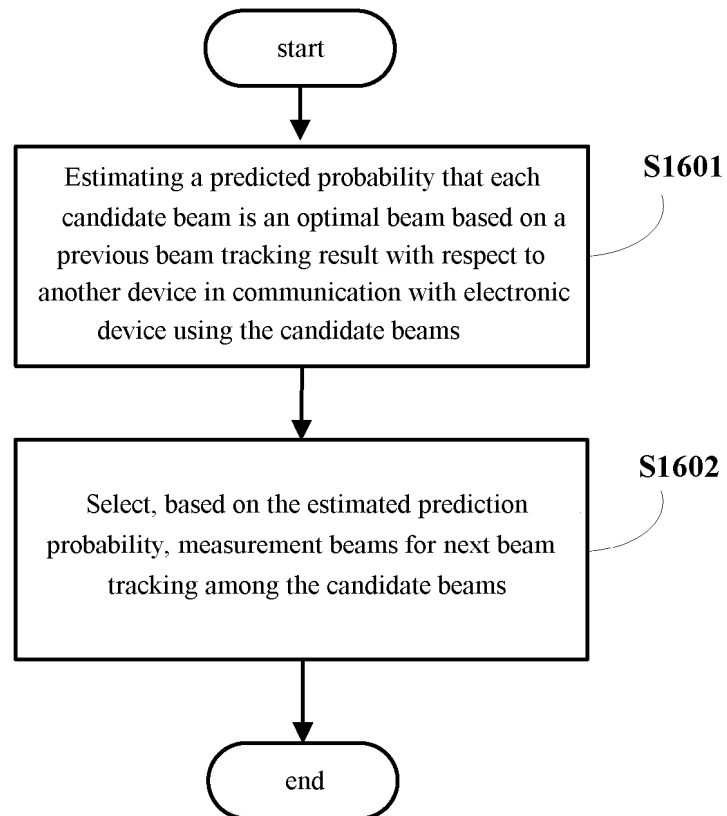 start
Estimating a predicted probability that each
candidate beam is an optimal beam based on a
previous beam tracking result with respect to
another device in communication with electronic
device using the candidate beams
S1601
Select, based on the estimated prediction
probability, measurement beams for next beam
tracking among the candidate beams
S1602
end